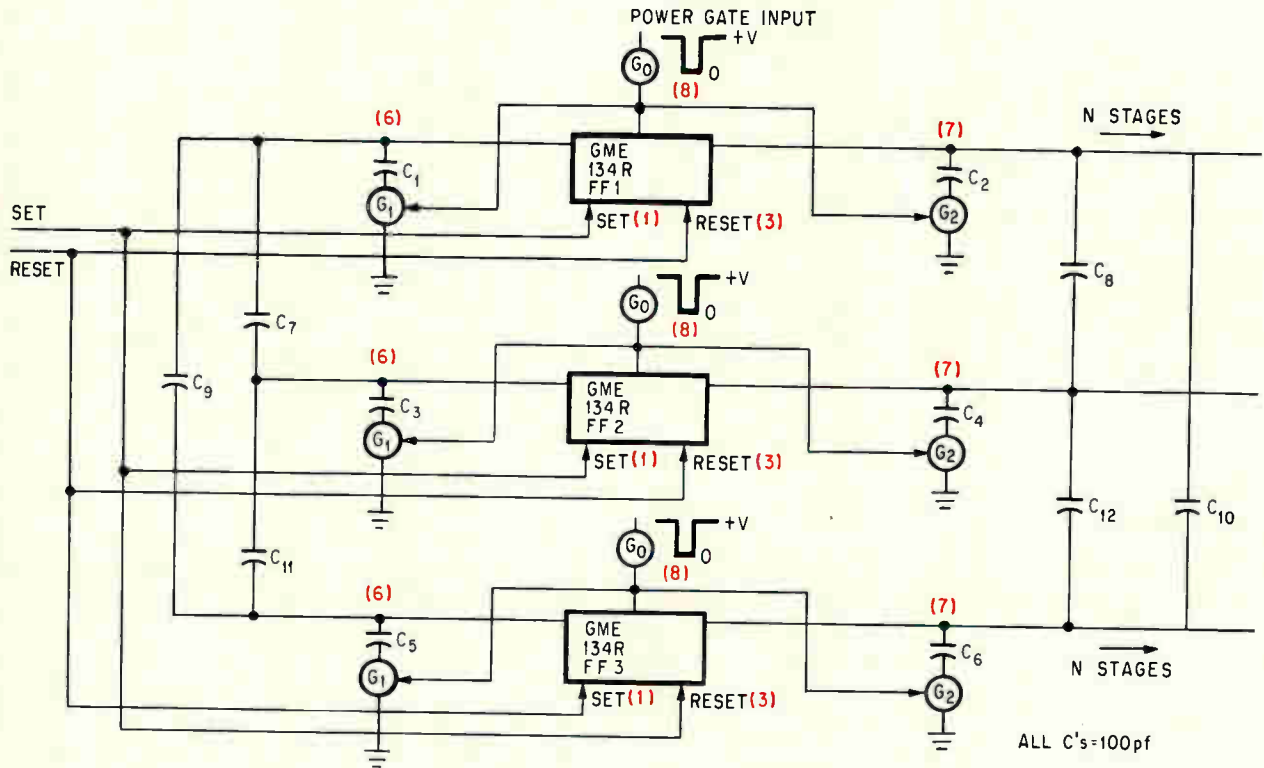 POWER GATE INPUT
G0
+V
0
(8)
N STAGES
(6)
(7)
C1
G1
GME
134R
FF1
C2
G2
SET
RESET
SET(1)
RESET(3)
C8
G0
+V
0
(8)
C7
(6)
(7)
C9
C3
G1
GME
134R
FF2
C4
G2
SET(1)
RESET(3)
C12
C10
G0
+V
0
(8)
C11
(6)
(7)
C5
G1
GME
134R
FF3
C6
G2
N STAGES
SET(1)
RESET(3)
ALL C's=100pf